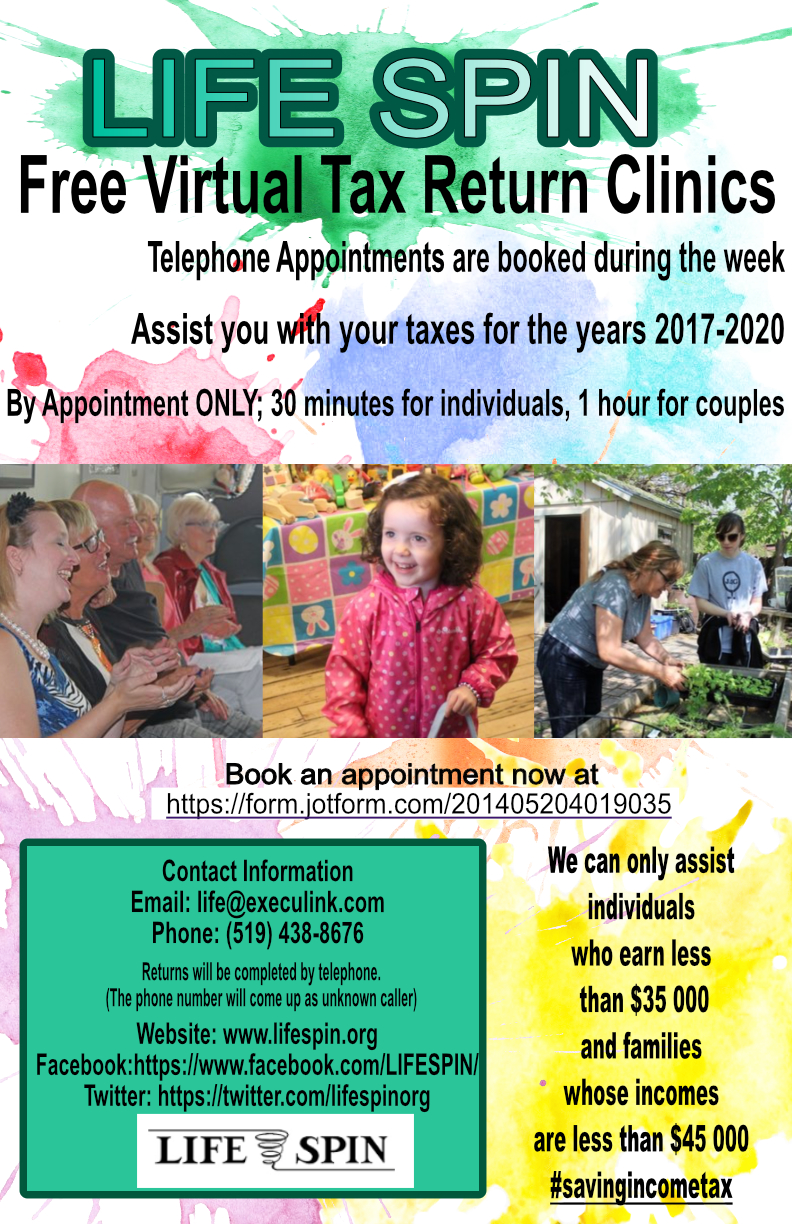 LIFE SPIN
Free Virtual Tax Return Clinics
Telephone Appointments are booked during the week
Assist you with your taxes for the years 2017-2020
By Appointment ONLY; 30 minutes for individuals, 1 hour for couples
Book an appointment now at
https://form.jotform.com/201405204019035
Contact Information
Email: life@execulink.com
Phone: (519) 438-8676
Returns will be completed by telephone.
(The phone number will come up as unknown caller)
Website: www.lifespin.org
Facebook:https://www.facebook.com/LIFESPIN/
Twitter: https://twitter.com/lifespinorg
LIFE SPIN
We can only assist
individuals
who earn less
than $35 000
and families
whose incomes
are less than $45 000
#savingincometax